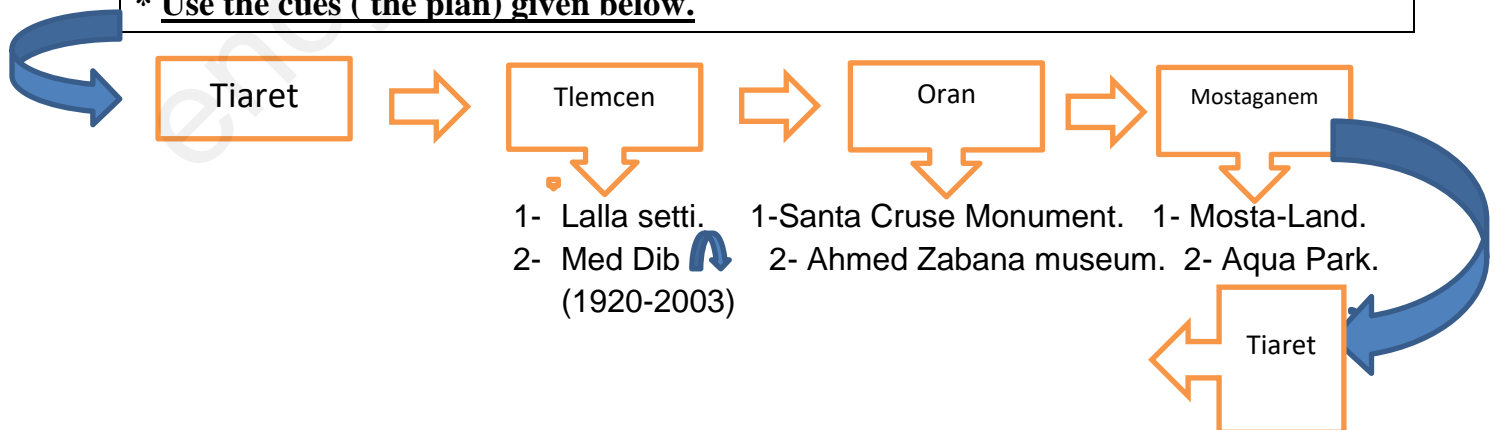 * Use the cues ( the plan) given below.
Tiaret
Tlemcen
Oran
Mostaganem
1- Lalla setti. 1-Santa Cruse Monument. 1- Mosta-Land.
2- Med Dib 2- Ahmed Zabana museum. 2- Aqua Park.
(1920-2003)
Tiaret